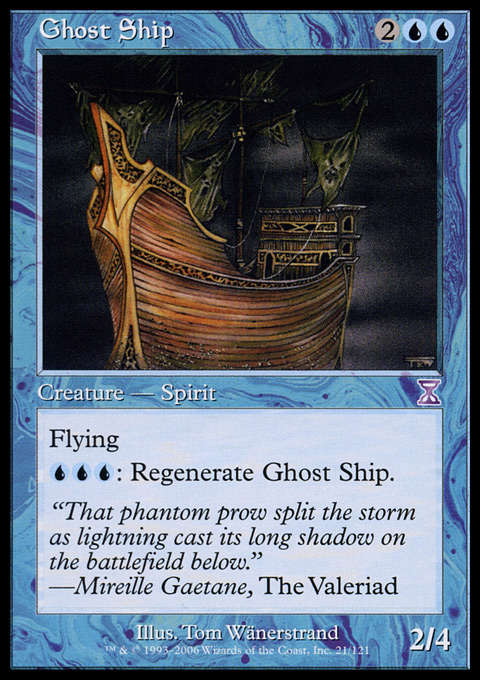 Ghost Ship 2
Creature — Spirit
Flying
: Regenerate Ghost Ship.
“That phantom prow split the storm
as lightning cast its long shadow on
the battlefield below.”
—Mireille Gaetane, The Valeriad
Illus. Tom Wänerstrand
2/4
™ & © 1993-2006 Wizards of the Coast, Inc. 21/121